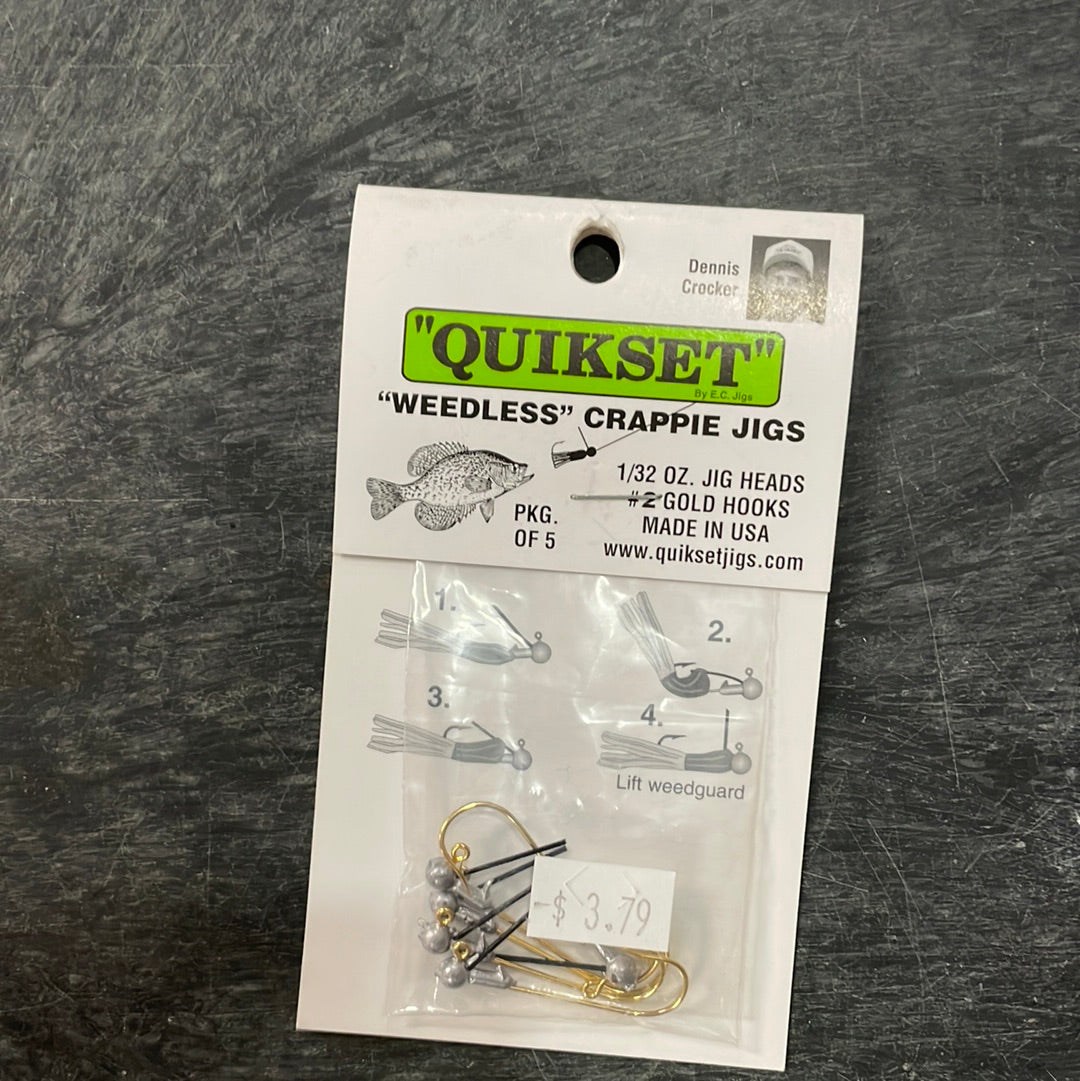 Dennis
Crocker
"QUIKSET"
By E.C. Jigs
"WEEDLESS" CRAPPIE JIGS
1/32 OZ. JIG HEADS
#2 GOLD HOOKS
MADE IN USA
www.quiksetjigs.com
PKG.
OF 5
1.
2.
3.
4.
Lift weedguard
-$ 3.79